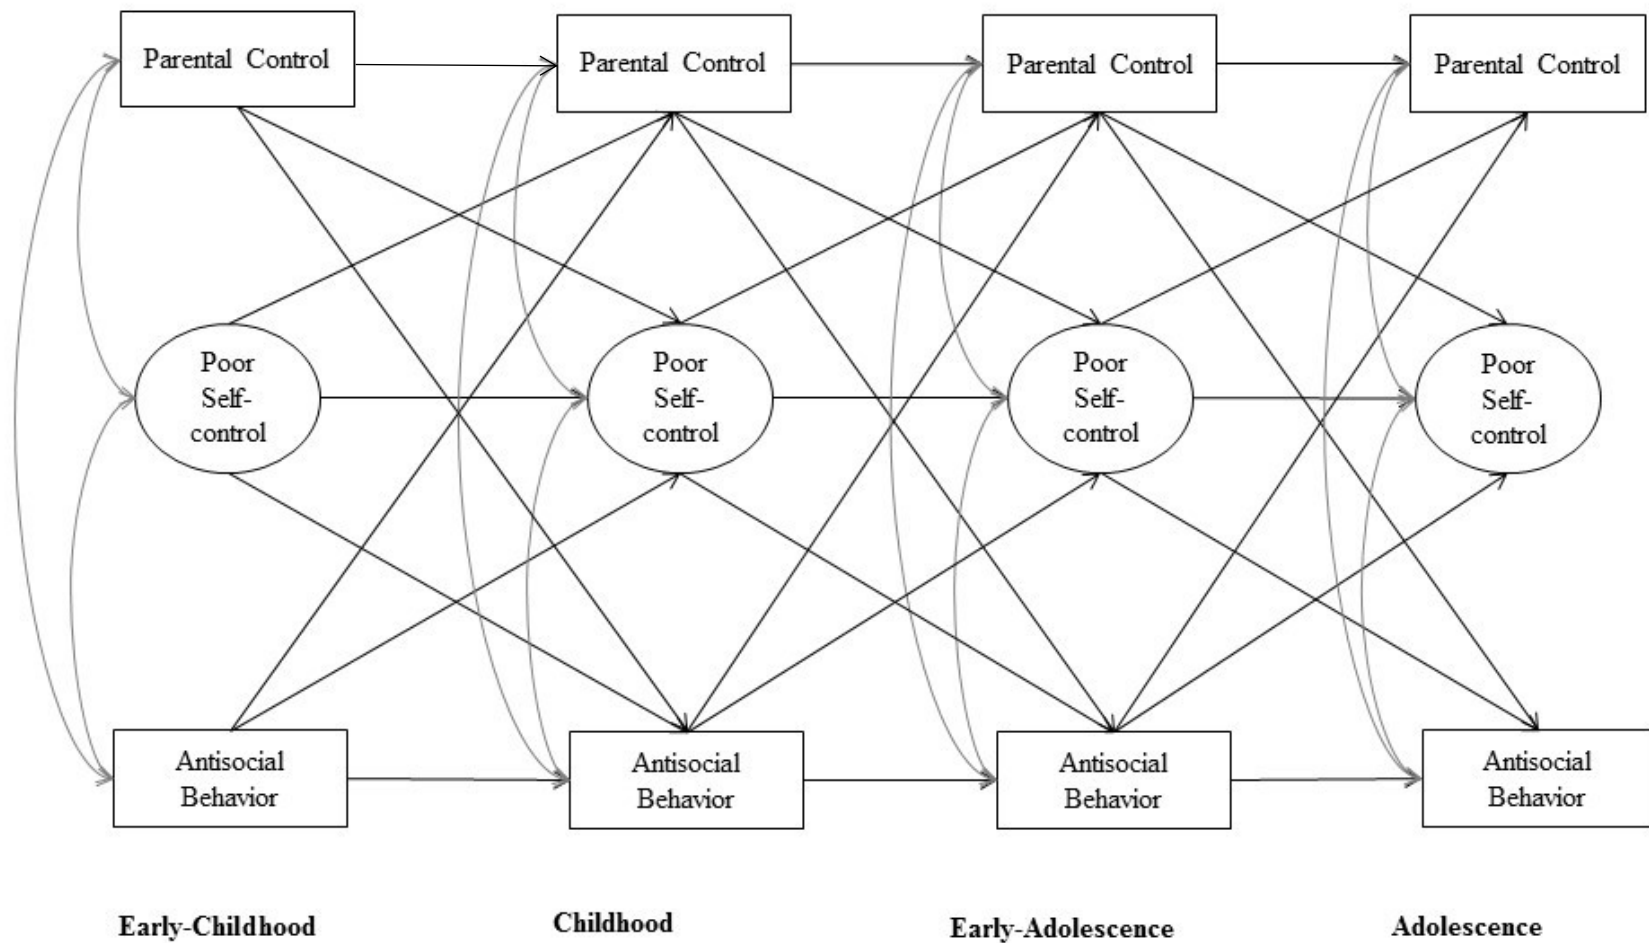 Parental Control
Parental Control
Parental Control
Parental Control
Poor
Self-
control
Poor
Self-
control
Poor
Self-
control
Poor
Self-
control
Antisocial
Behavior
Antisocial
Behavior
Antisocial
Behavior
Antisocial
Behavior
Early-Childhood
Childhood
Early-Adolescence
Adolescence